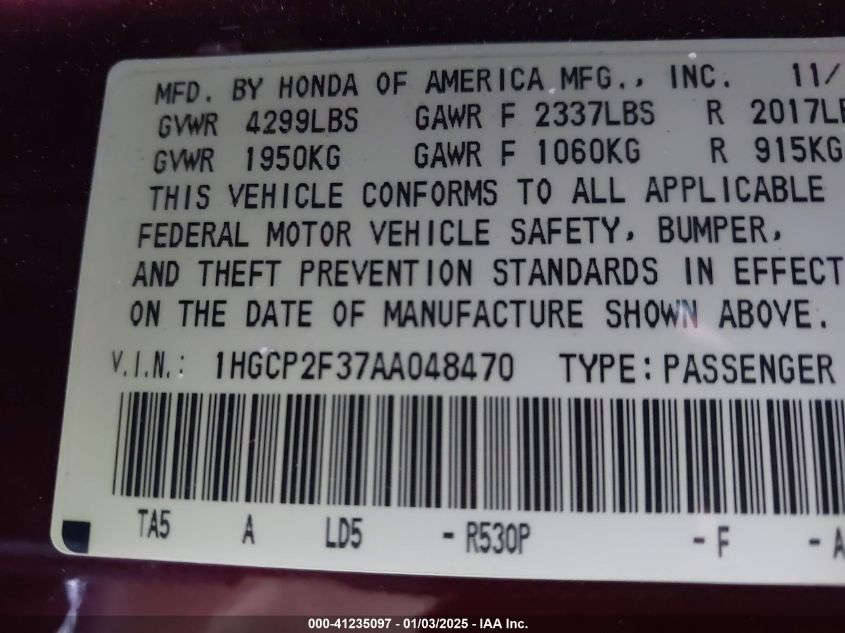 MFD. BY HONDA OF AMERICA MFG., INC. 11/
GVWR 4299LBS GAWR F 2337LBS R 2017LB
GVWR 1950KG GAWR F 1060KG R 915KG
THIS VEHICLE CONFORMS TO ALL APPLICABLE
FEDERAL MOTOR VEHICLE SAFETY, BUMPER,
AND THEFT PREVENTION STANDARDS IN EFFECT
ON THE DATE OF MANUFACTURE SHOWN ABOVE.
V.I.N.: 1HGCP2F37AA048470 TYPE: PASSENGER
TA5 A LD5 - R530P - F - A
000-41235097 - 01/03/2025 - IAA Inc.